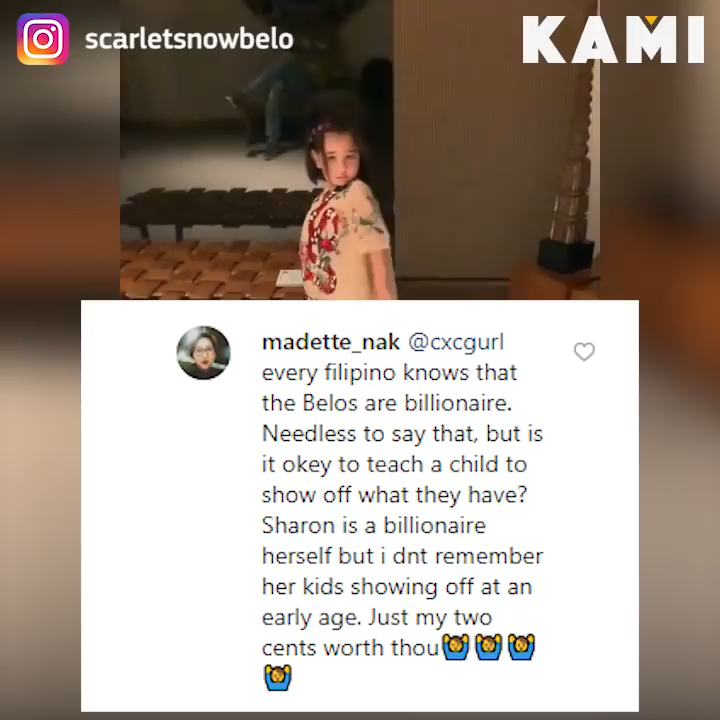 scarletsnowbelo
KAMI
madette_nak @cxcgurl
every filipino knows that
the Belos are billionaire.
Needless to say that, but is
it okey to teach a child to
show off what they have?
Sharon is a billionaire
herself but i dnt remember
her kids showing off at an
early age. Just my two
cents worth thou🙆‍♂️🙆‍♂️🙆‍♂️
🙆‍♂️